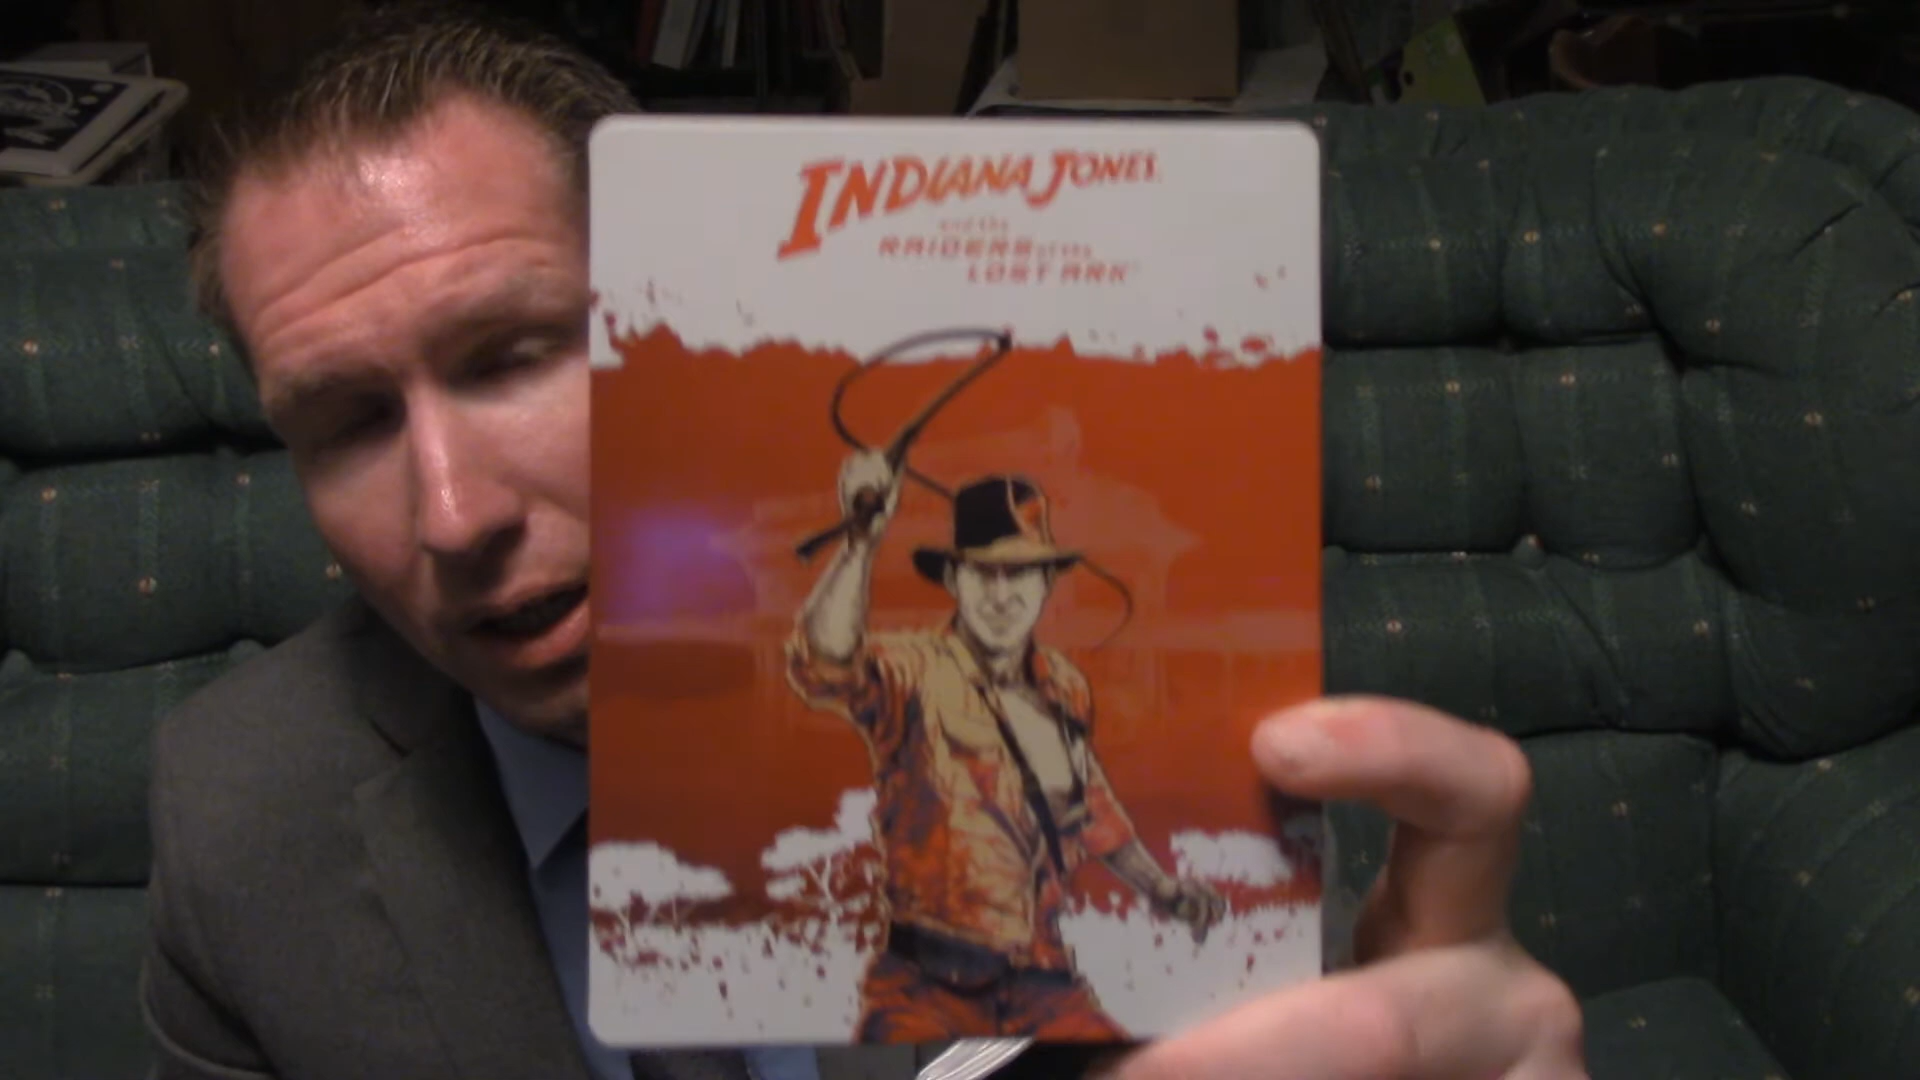 INDIANA JONES
and the
RAIDERS of the
LOST ARK